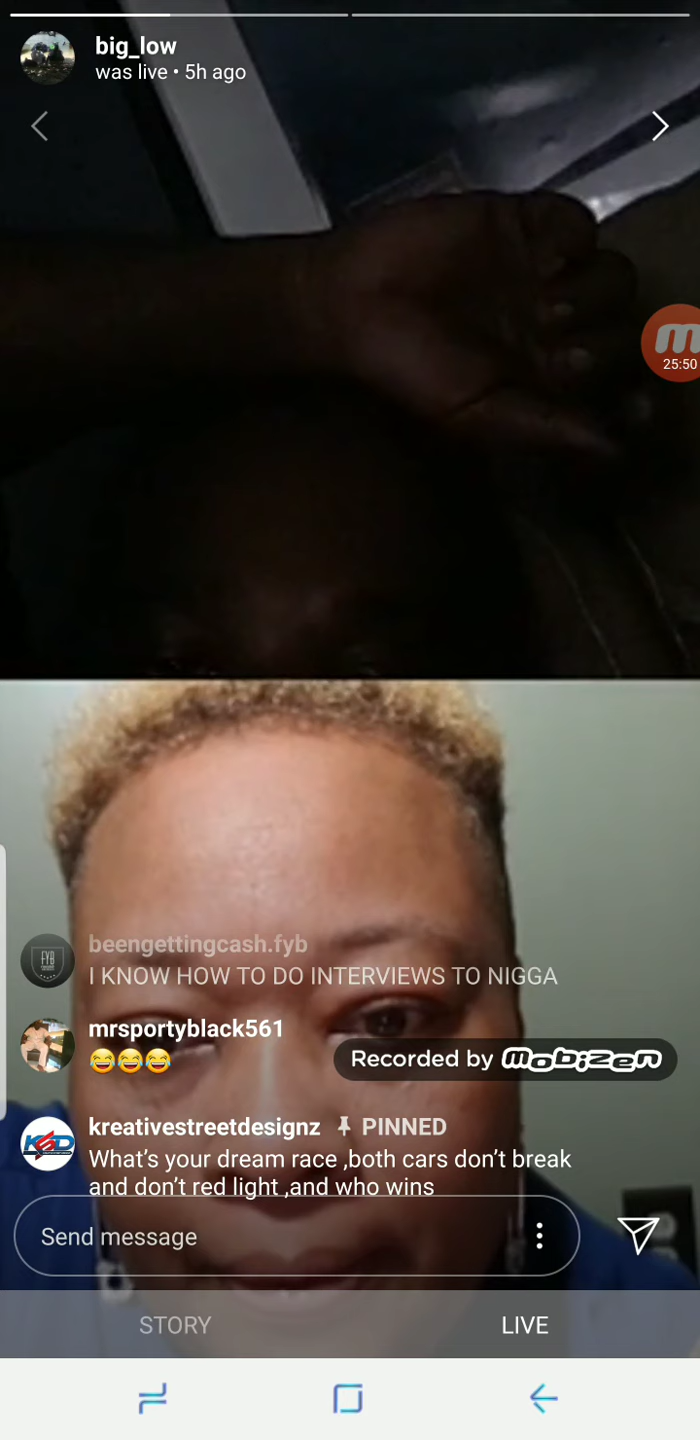 big_low
was live • 5h ago
25:50
beengettingcash.fyb
I KNOW HOW TO DO INTERVIEWS TO NIGGA
mrsportyblack561
😂😂😂
Recorded by mobizen
kreativestreetdesignz PINNED
What's your dream race ,both cars don't break
and don't red light ,and who wins
Send message
STORY LIVE
FYB
KSD